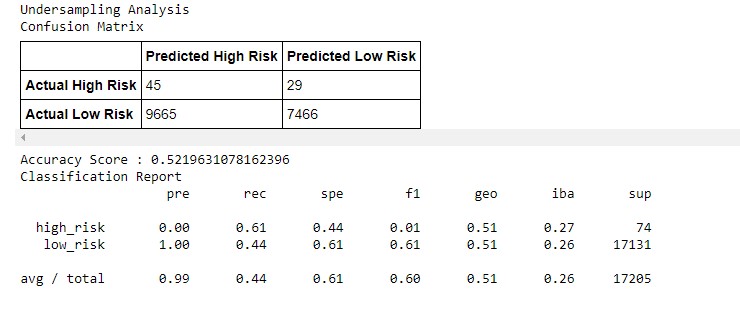 Undersampling Analysis
Confusion Matrix
Predicted High Risk Predicted Low Risk
Actual High Risk 45 29
Actual Low Risk 9665 7466
Accuracy Score : 0.5219631078162396
Classification Report
pre rec spe f1 geo iba sup
high_risk 0.00 0.61 0.44 0.01 0.51 0.27 74
low_risk 1.00 0.44 0.61 0.61 0.51 0.26 17131
avg / total 0.99 0.44 0.61 0.60 0.51 0.26 17205